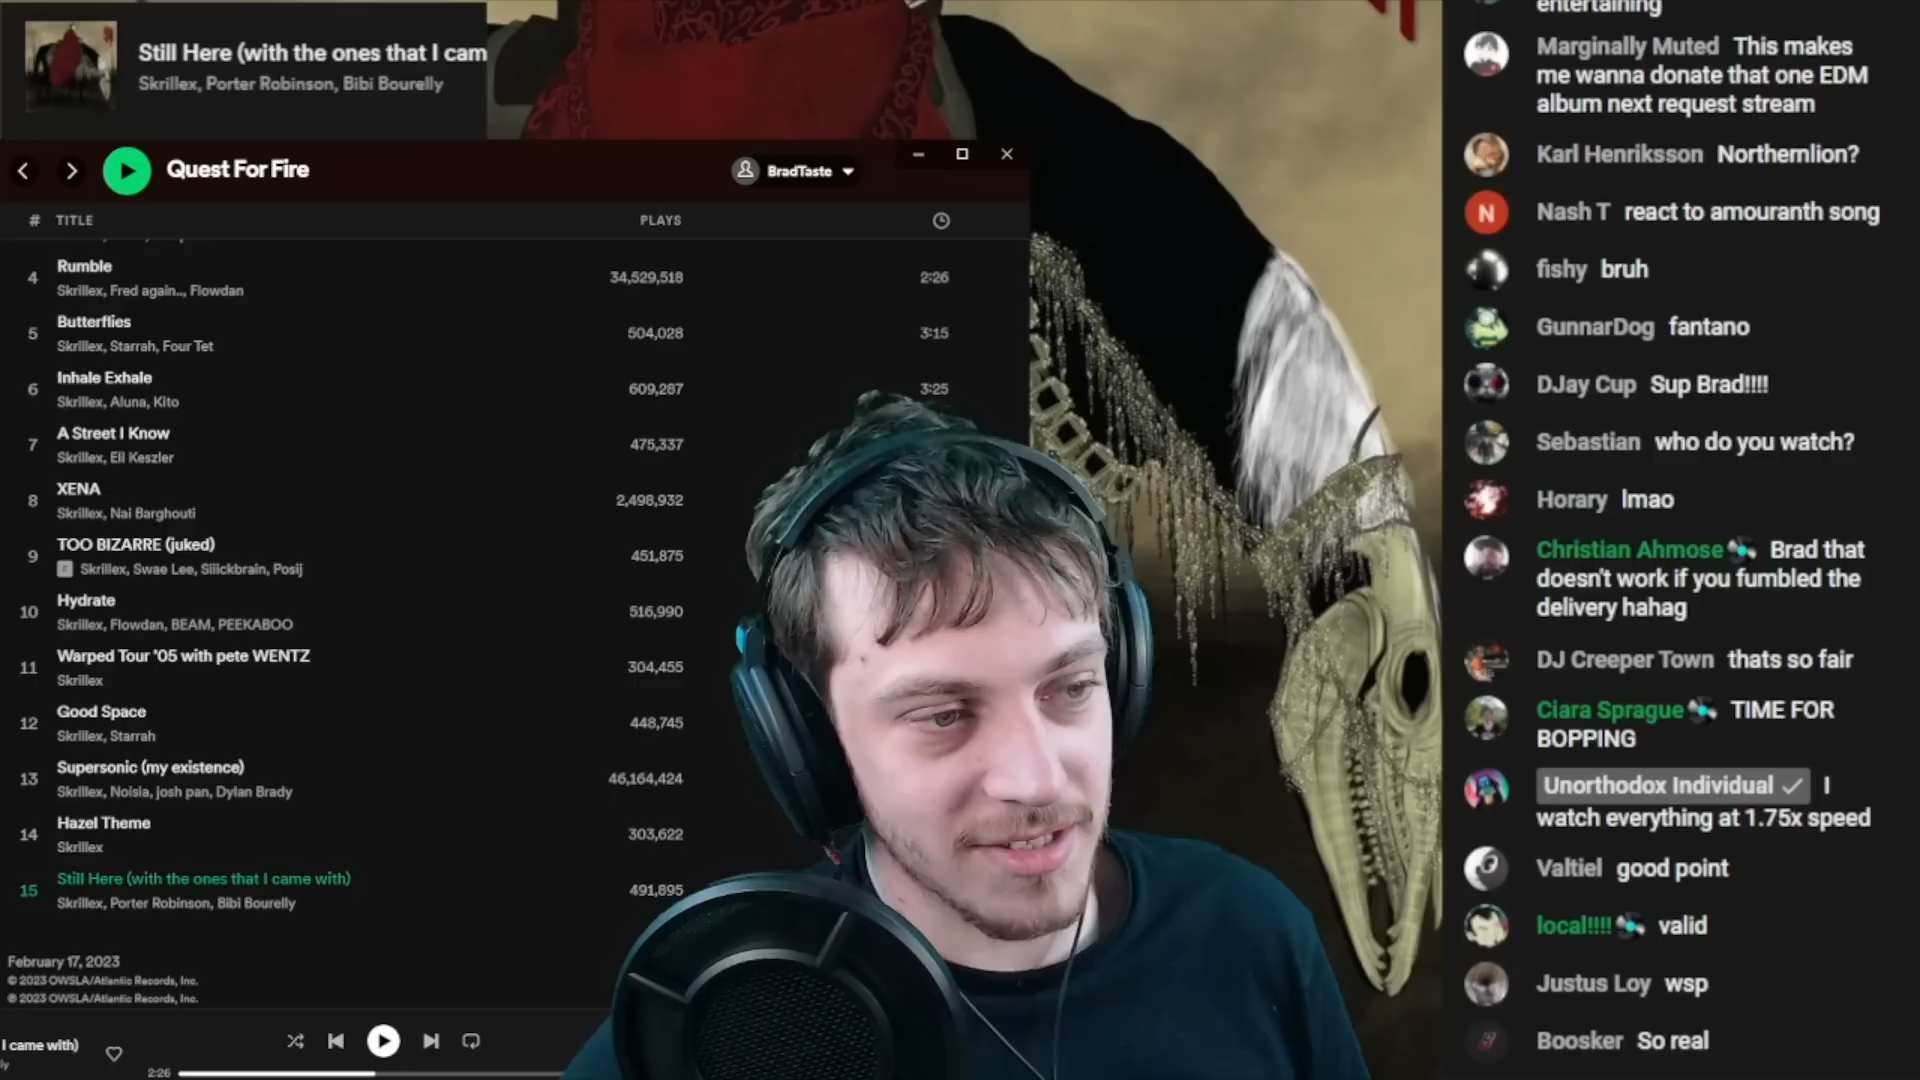 Still Here (with the ones that I cam
Skrillex, Porter Robinson, Bibi Bourelly
Quest For Fire
BradTaste
# TITLE PLAYS
4 Rumble 34,529,518 2:26
Skrillex, Fred again.., Flowdan
5 Butterflies 504,028 3:15
Skrillex, Starrah, Four Tet
6 Inhale Exhale 609,287 3:25
Skrillex, Aluna, Kito
7 A Street I Know 475,337
Skrillex, Eli Keszler
8 XENA 2,498,932
Skrillex, Nai Barghouti
9 TOO BIZARRE (juked) 451,875
E Skrillex, Swae Lee, Siiickbrain, Posij
10 Hydrate 516,990
Skrillex, Flowdan, BEAM, PEEKABOO
11 Warped Tour '05 with pete WENTZ 304,455
Skrillex
12 Good Space 448,745
Skrillex, Starrah
13 Supersonic (my existence) 46,164,424
Skrillex, Noisia, josh pan, Dylan Brady
14 Hazel Theme 303,622
Skrillex
15 Still Here (with the ones that I came with) 491,895
Skrillex, Porter Robinson, Bibi Bourelly
February 17, 2023
© 2023 OWSLA/Atlantic Records, Inc.
℗ 2023 OWSLA/Atlantic Records, Inc.
I came with)
ly
2:26
entertaining
Marginally Muted This makes
me wanna donate that one EDM
album next request stream
Karl Henriksson Northernlion?
N
Nash T react to amouranth song
fishy bruh
GunnarDog fantano
DJay Cup Sup Brad!!!!
Sebastian who do you watch?
Horary lmao
Christian Ahmose Brad that
doesn't work if you fumbled the
delivery hahag
DJ Creeper Town thats so fair
Ciara Sprague TIME FOR
BOPPING
Unorthodox Individual I
watch everything at 1.75x speed
Valtiel good point
local!!!! valid
Justus Loy wsp
Boosker So real